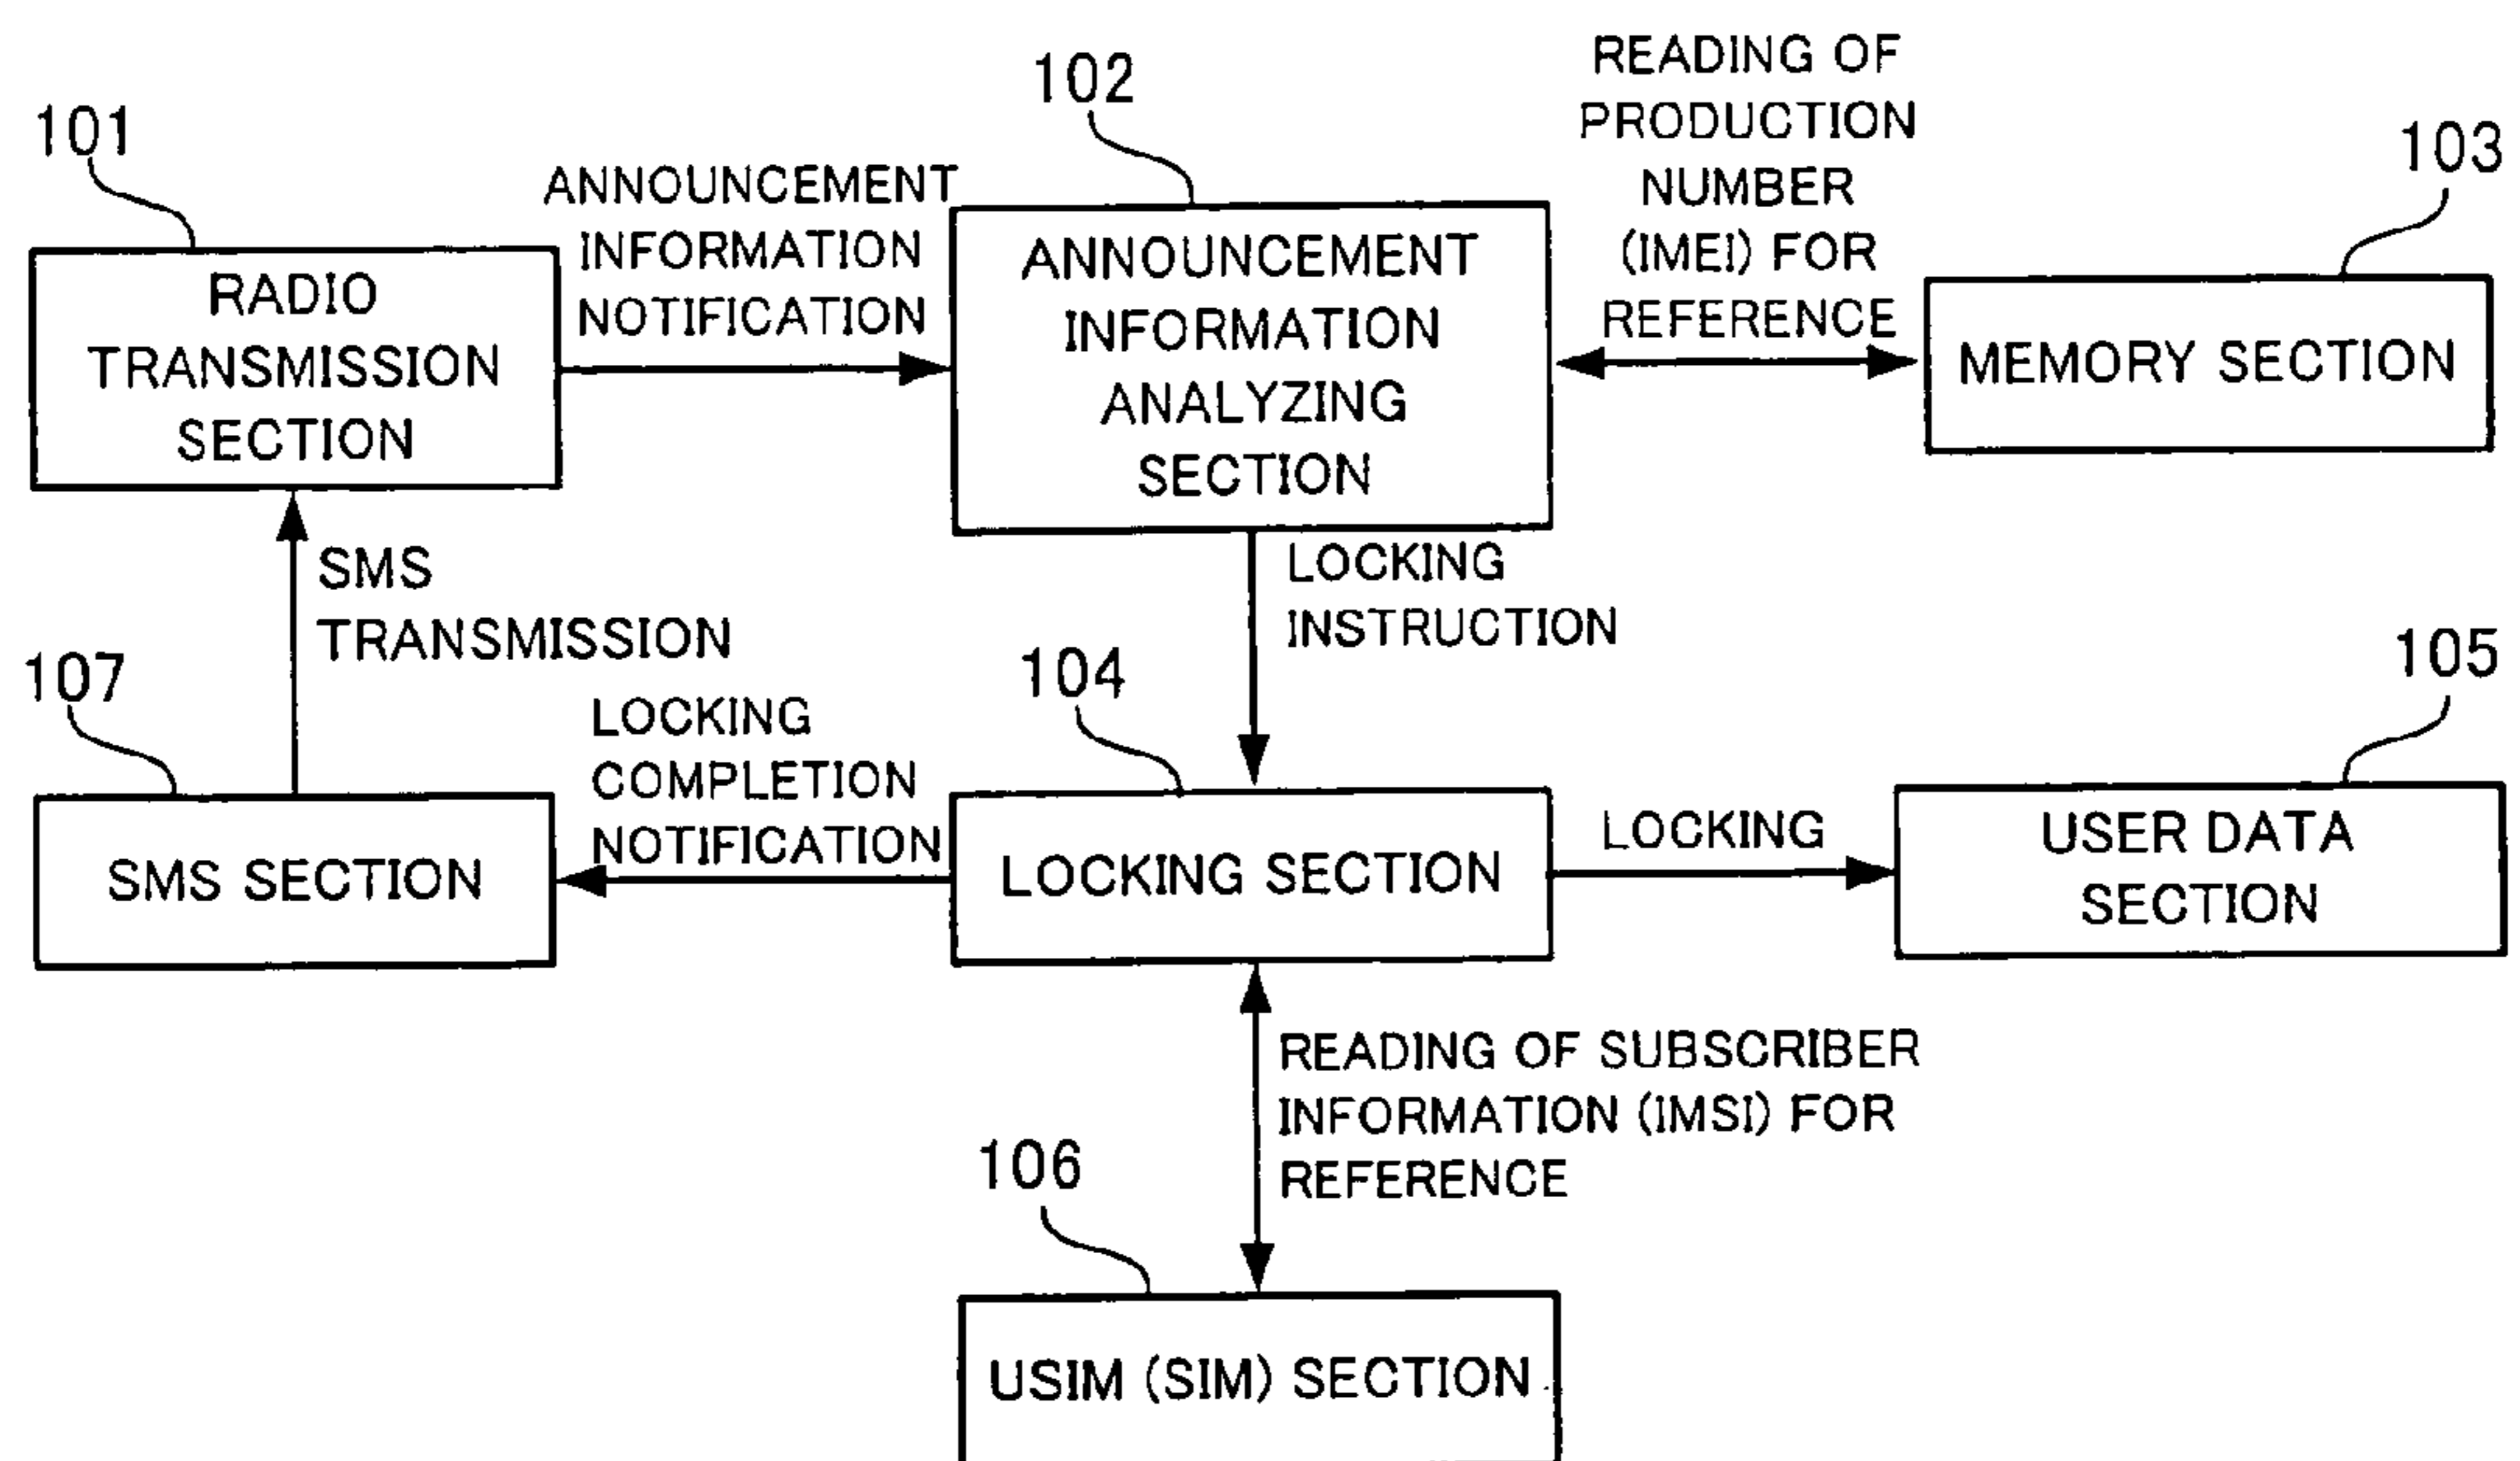 101
RADIO
TRANSMISSION
SECTION
ANNOUNCEMENT
INFORMATION
NOTIFICATION
102
ANNOUNCEMENT
INFORMATION
ANALYZING
SECTION
READING OF
PRODUCTION
NUMBER
(IMEI) FOR
REFERENCE
103
MEMORY SECTION
SMS
TRANSMISSION
LOCKING
INSTRUCTION
107
SMS SECTION
LOCKING
COMPLETION
NOTIFICATION
104
LOCKING SECTION
LOCKING
105
USER DATA
SECTION
READING OF SUBSCRIBER
INFORMATION (IMSI) FOR
REFERENCE
106
USIM (SIM) SECTION